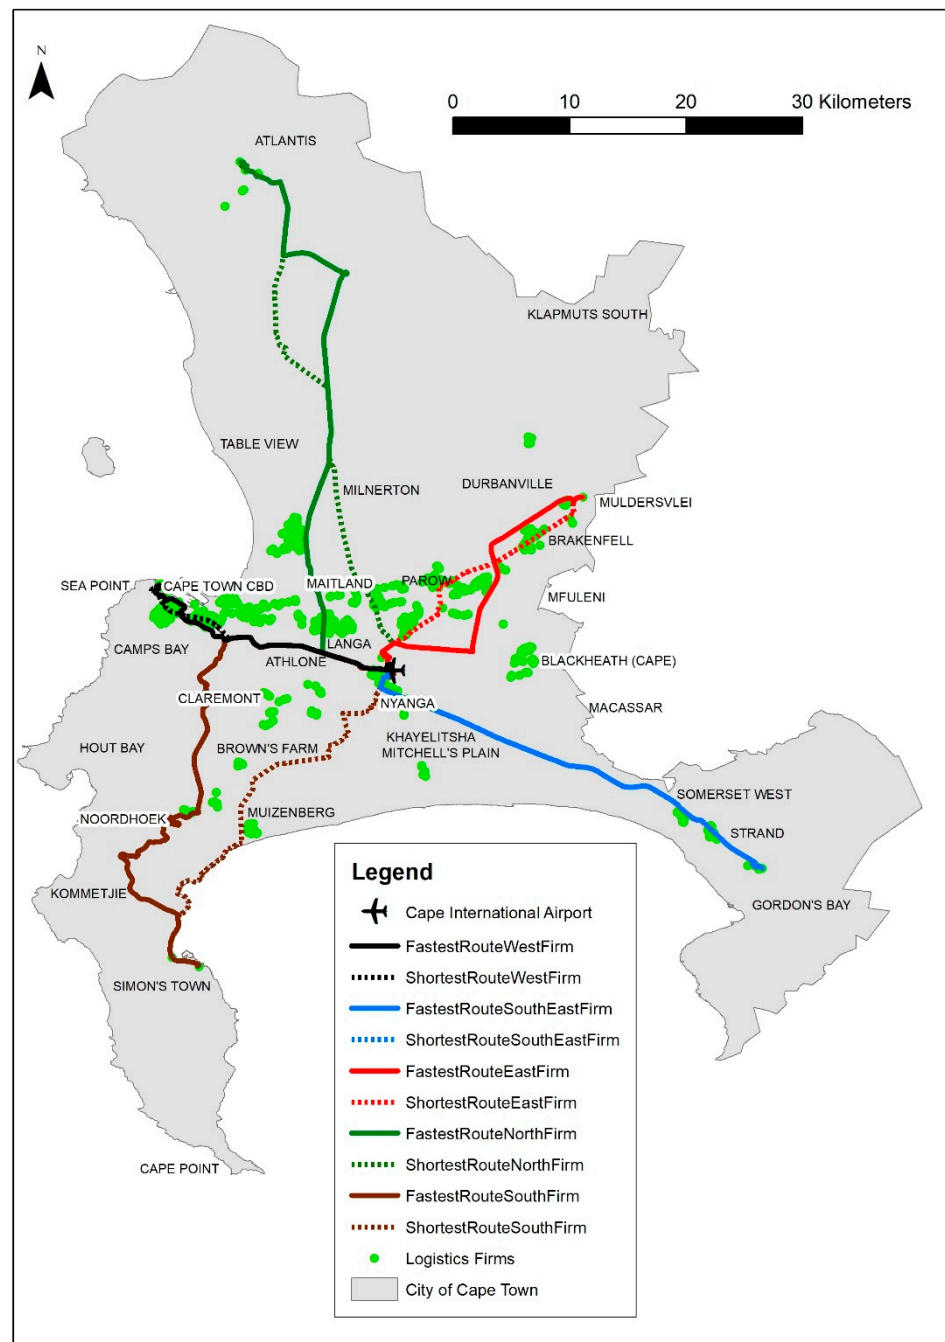 N
0 10 20 30 Kilometers
ATLANTIS
KLAPMUTS SOUTH
TABLE VIEW
MILNERTON
DURBANVILLE
MULDERSVLEI
BRAKENFELL
SEA POINT
CAPE TOWN CBD
MAITLAND
PAROW
MFULENI
CAMPS BAY
LANGA
ATHLONE
BLACKHEATH (CAPE)
CLAREMONT
NYANGA
MACASSAR
HOUT BAY
BROWN'S FARM
KHAYELITSHA
MITCHELL'S PLAIN
SOMERSET WEST
NOORDHOEK
MUIZENBERG
STRAND
KOMMETJIE
GORDON'S BAY
SIMON'S TOWN
CAPE POINT
Legend
Cape International Airport
FastestRouteWestFirm
ShortestRouteWestFirm
FastestRouteSouthEastFirm
ShortestRouteSouthEastFirm
FastestRouteEastFirm
ShortestRouteEastFirm
FastestRouteNorthFirm
ShortestRouteNorthFirm
FastestRouteSouthFirm
ShortestRouteSouthFirm
Logistics Firms
City of Cape Town